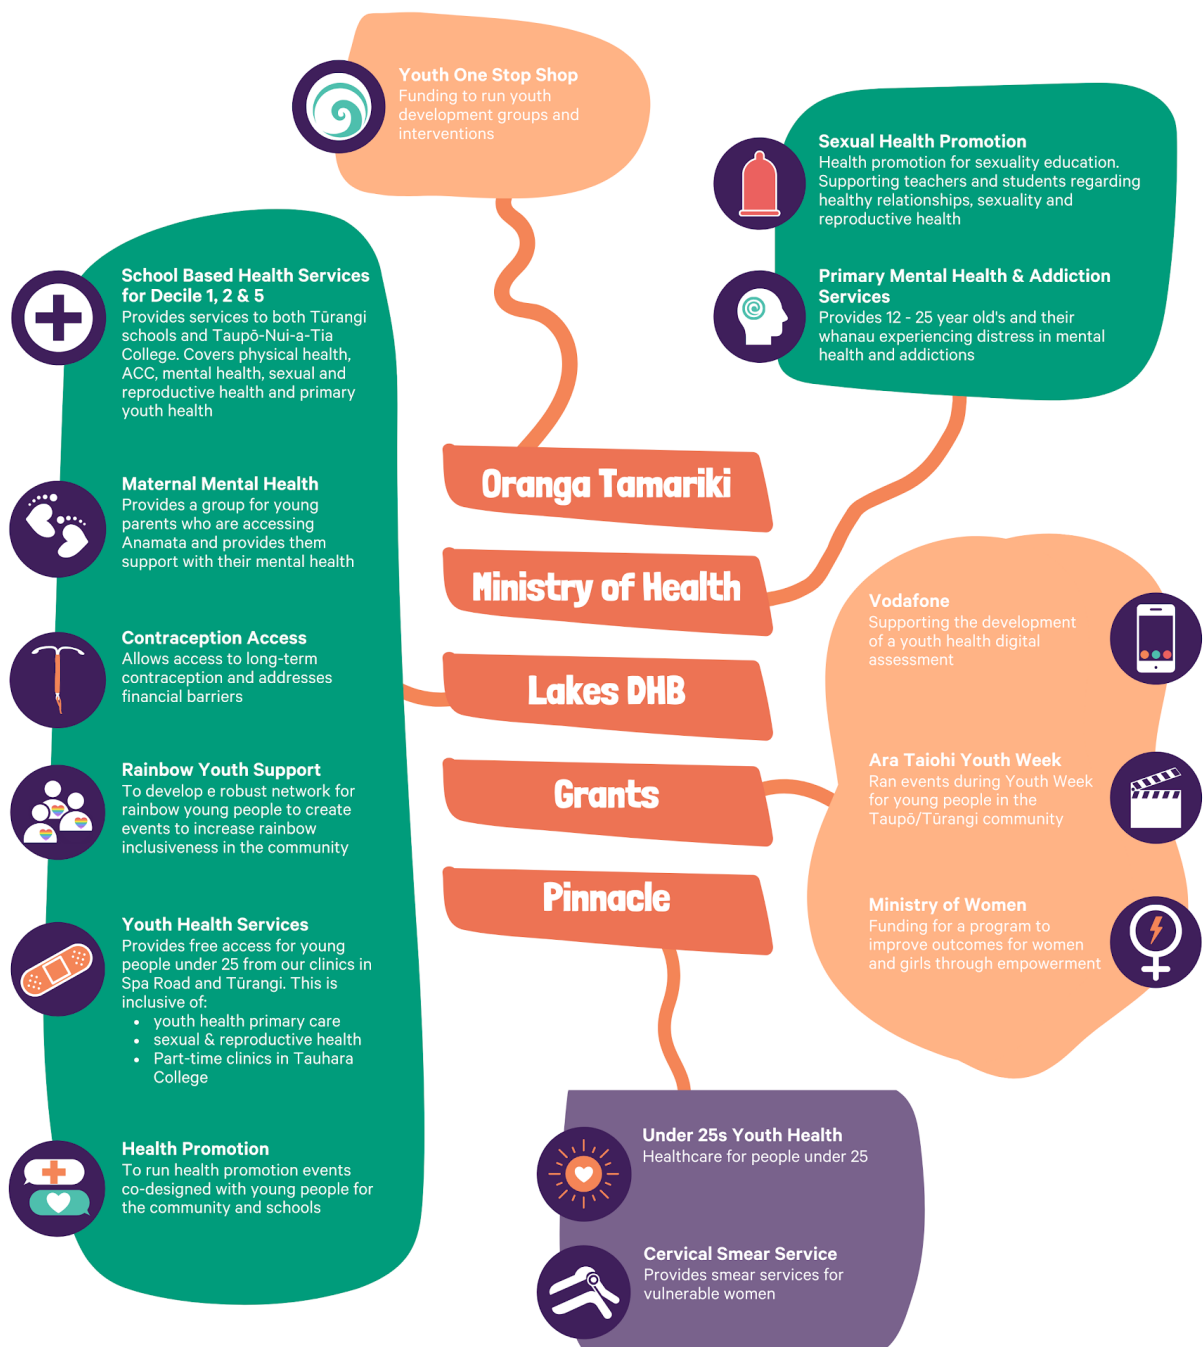 Youth One Stop Shop
Funding to run youth
development groups and
interventions
Sexual Health Promotion
Health promotion for sexuality education.
Supporting teachers and students regarding
healthy relationships, sexuality and
reproductive health
Primary Mental Health & Addiction
Services
Provides 12 - 25 year old's and their
whanau experiencing distress in mental
health and addictions
School Based Health Services
for Decile 1, 2 & 5
Provides services to both Tūrangi
schools and Taupō-Nui-a-Tia
College. Covers physical health,
ACC, mental health, sexual and
reproductive health and primary
youth health
Maternal Mental Health
Provides a group for young
parents who are accessing
Anamata and provides them
support with their mental health
Contraception Access
Allows access to long-term
contraception and addresses
financial barriers
Rainbow Youth Support
To develop e robust network for
rainbow young people to create
events to increase rainbow
inclusiveness in the community
Youth Health Services
Provides free access for young
people under 25 from our clinics in
Spa Road and Tūrangi. This is
inclusive of:
• youth health primary care
• sexual & reproductive health
• Part-time clinics in Tauhara
College
Health Promotion
To run health promotion events
co-designed with young people for
the community and schools
Oranga Tamariki
Ministry of Health
Lakes DHB
Grants
Pinnacle
Vodafone
Supporting the development
of a youth health digital
assessment
Ara Taiohi Youth Week
Ran events during Youth Week
for young people in the
Taupō/Tūrangi community
Ministry of Women
Funding for a program to
improve outcomes for women
and girls through empowerment
Under 25s Youth Health
Healthcare for people under 25
Cervical Smear Service
Provides smear services for
vulnerable women